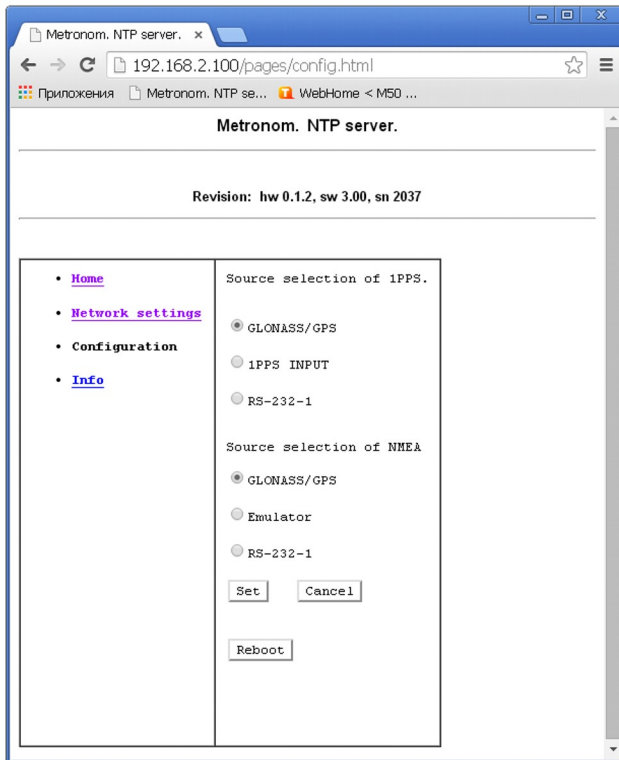 Metronom. NTP server.
192.168.2.100/pages/config.html
Приложения Metronom. NTP se... WebHome < M50 ...
Metronom. NTP server.
Revision: hw 0.1.2, sw 3.00, sn 2037
Home
Network settings
Configuration
Info
Source selection of 1PPS.
GLONASS/GPS
1PPS INPUT
RS-232-1
Source selection of NMEA
GLONASS/GPS
Emulator
RS-232-1
Set Cancel
Reboot